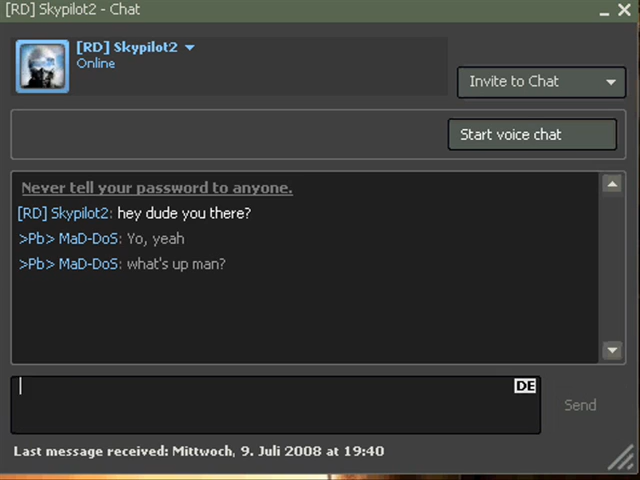 [RD] Skypilot2 - Chat
[RD] Skypilot2
Online
Invite to Chat
Start voice chat
Never tell your password to anyone.
[RD] Skypilot2: hey dude you there?
>Pb> MaD-DoS: Yo, yeah
>Pb> MaD-DoS: what's up man?
DE
Send
Last message received: Mittwoch, 9. Juli 2008 at 19:40